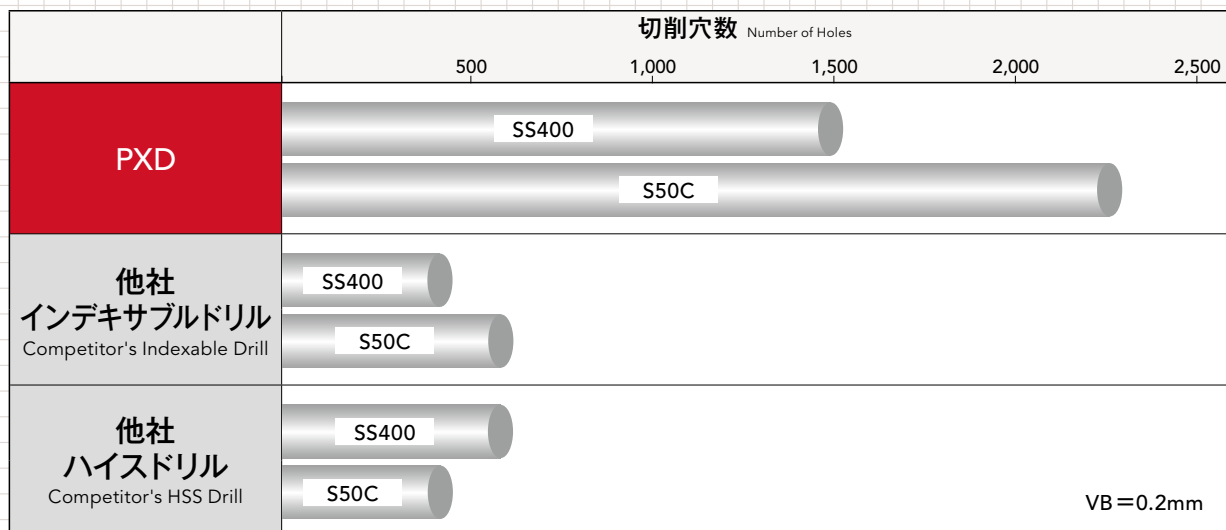 切削穴数 Number of Holes
500 1,000 1,500 2,000 2,500
PXD
SS400
S50C
他社
インデキサブルドリル
Competitor's Indexable Drill
SS400
S50C
他社
ハイスドリル
Competitor's HSS Drill
SS400
S50C
VB＝0.2mm